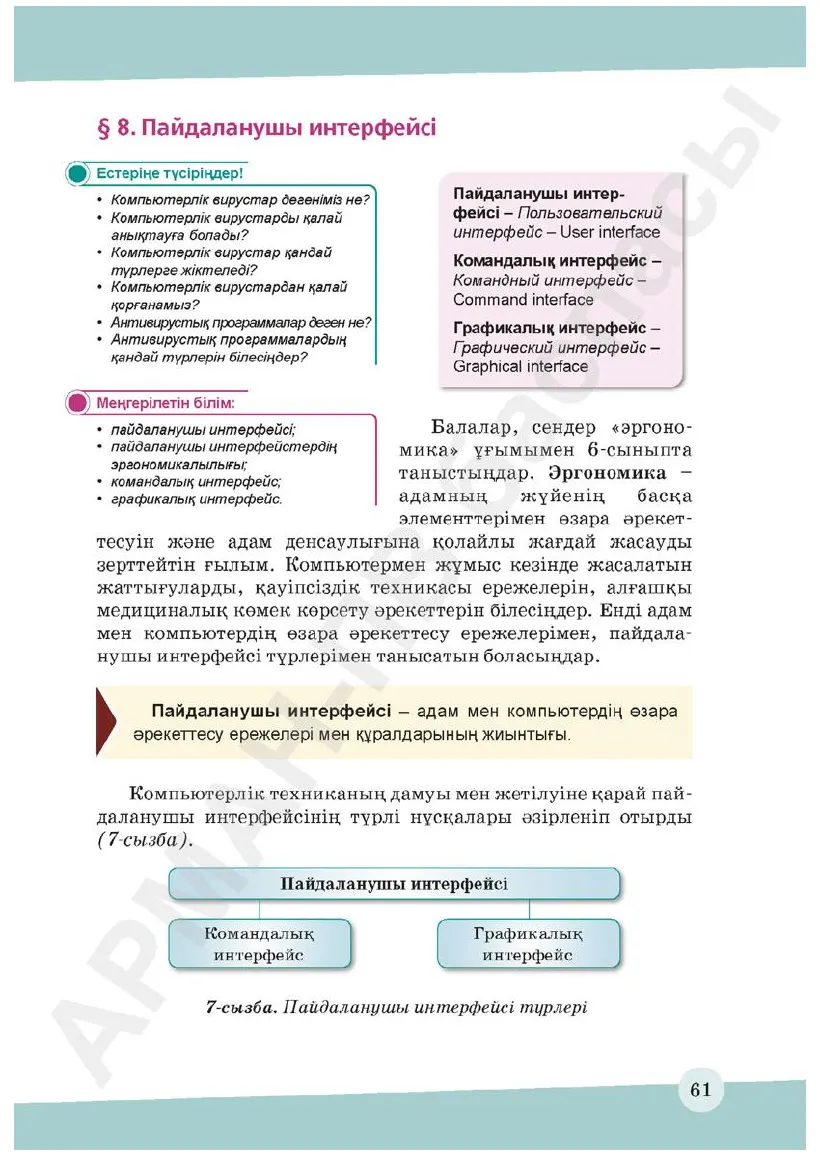 § 8. Пайдаланушы интерфейсі
Естеріңе түсіріңдер!
• Компьютерлік вирустар дегеніміз не?
• Компьютерлік вирустарды қалай
анықтауға болады?
• Компьютерлік вирустар қандай
түрлерге жіктеледі?
• Компьютерлік вирустардан қалай
қорғанамыз?
• Антивирустық программалар деген не?
• Антивирустық программалардың
қандай түрлерін білесіңдер?
Меңгерілетін білім:
• пайдаланушы интерфейсі;
• пайдаланушы интерфейстердің
эргономикалылығы;
• командалық интерфейс;
• графикалық интерфейс.
Пайдаланушы интер-
фейсі – Пользовательский
интерфейс – User interface
Командалық интерфейс –
Командный интерфейс –
Command interface
Графикалық интерфейс –
Графический интерфейс –
Graphical interface
Балалар, сендер «эргоно-
мика» ұғымымен 6-сыныпта
таныстыңдар. Эргономика –
адамның жүйенің басқа
элементтерімен өзара әрекет-
тесуін және адам денсаулығына қолайлы жағдай жасауды
зерттейтін ғылым. Компьютермен жұмыс кезінде жасалатын
жаттығуларды, қауіпсіздік техникасы ережелерін, алғашқы
медициналық көмек көрсету әрекеттерін білесіңдер. Енді адам
мен компьютердің өзара әрекеттесу ережелерімен, пайдала-
нушы интерфейсі түрлерімен танысатын боласыңдар.
Пайдаланушы интерфейсі – адам мен компьютердің өзара
әрекеттесу ережелері мен құралдарының жиынтығы.
Компьютерлік техниканың дамуы мен жетілуіне қарай пай-
даланушы интерфейсінің түрлі нұсқалары әзірленіп отырды
(7-сызба).
Пайдаланушы интерфейсі
Командалық
интерфейс
Графикалық
интерфейс
7-сызба. Пайдаланушы интерфейсі түрлері
61
АРМАН-ПВ баспасы